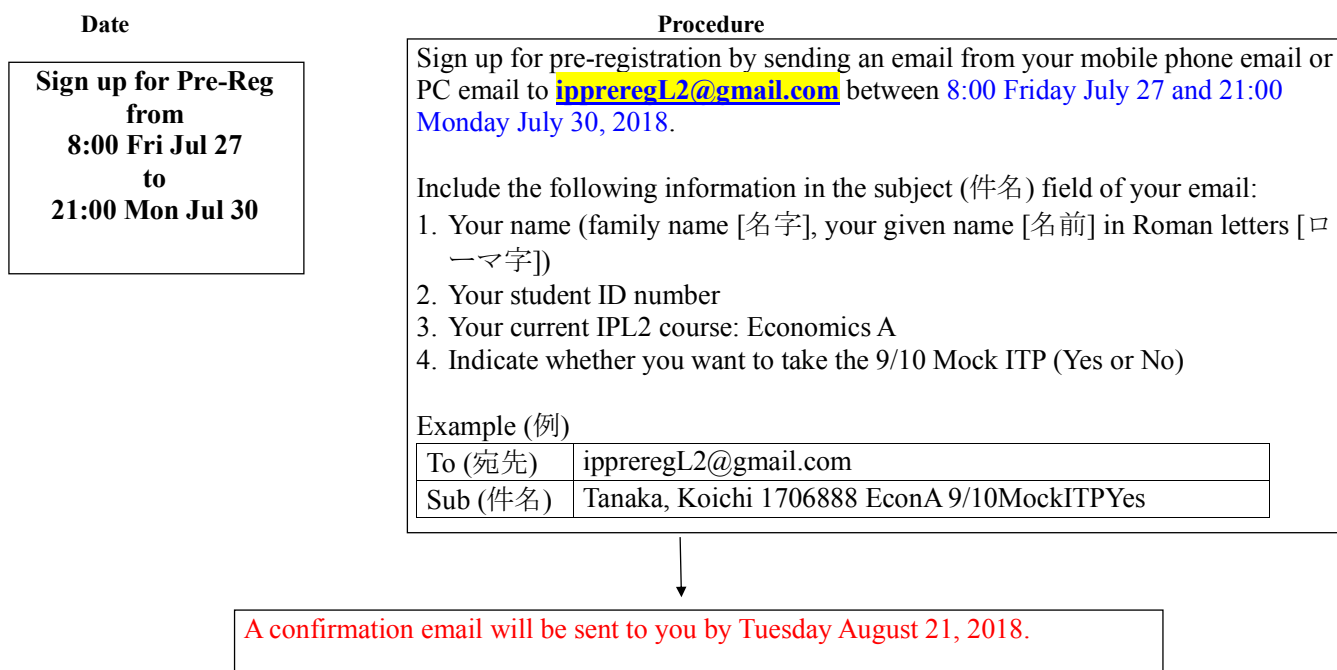 Date
Procedure
Sign up for Pre-Reg
from
8:00 Fri Jul 27
to
21:00 Mon Jul 30
Sign up for pre-registration by sending an email from your mobile phone email or
PC email to ippreregL2@gmail.com between 8:00 Friday July 27 and 21:00
Monday July 30, 2018.
Include the following information in the subject (件名) field of your email:
1. Your name (family name [名字], your given name [名前] in Roman letters [ロ
ーマ字])
2. Your student ID number
3. Your current IPL2 course: Economics A
4. Indicate whether you want to take the 9/10 Mock ITP (Yes or No)
Example (例)
To (宛先) ippreregL2@gmail.com
Sub (件名) Tanaka, Koichi 1706888 EconA 9/10MockITPYes
A confirmation email will be sent to you by Tuesday August 21, 2018.